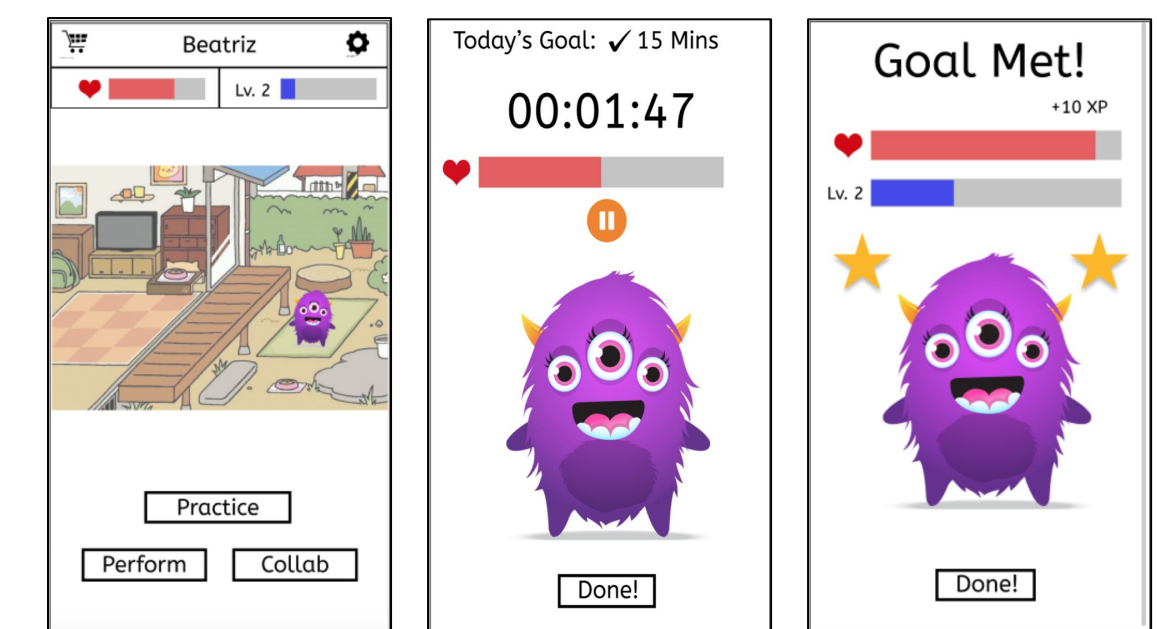 Beatriz
Lv. 2
Practice
Perform
Collab
Today's Goal: ✓ 15 Mins
00:01:47
Done!
Goal Met!
+10 XP
Lv. 2
Done!